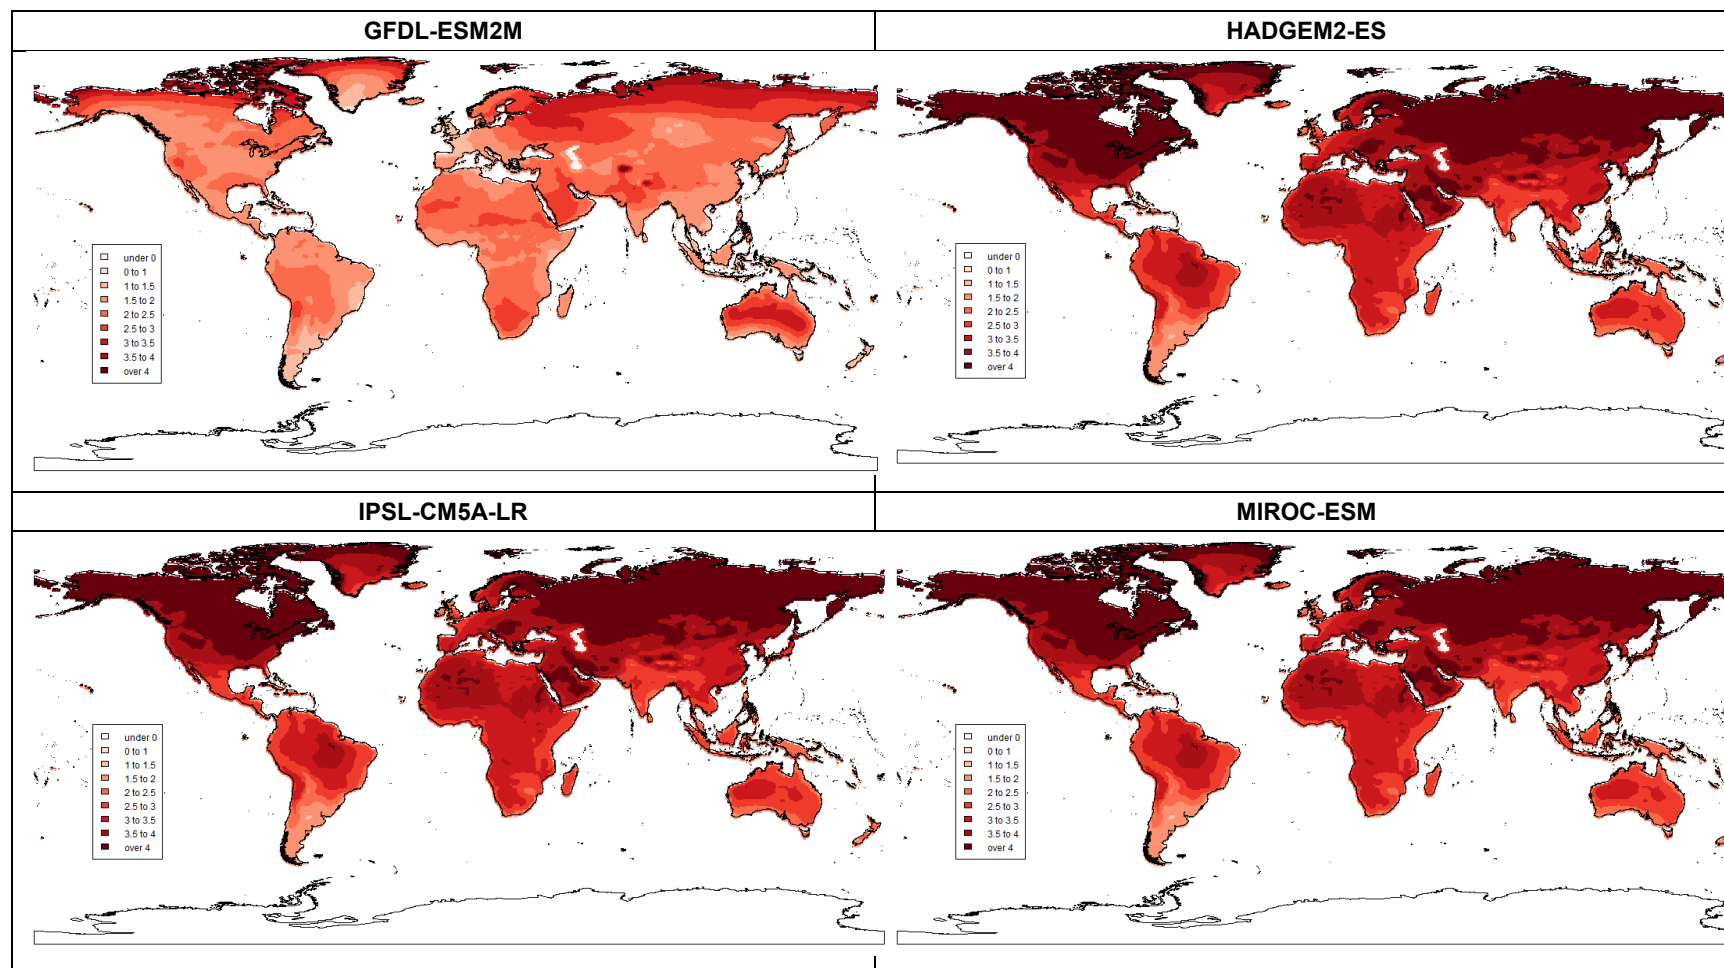 GFDL-ESM2M
HADGEM2-ES
under 0
0 to 1
1 to 1.5
1.5 to 2
2 to 2.5
2.5 to 3
3 to 3.5
3.5 to 4
over 4
under 0
0 to 1
1 to 1.5
1.5 to 2
2 to 2.5
2.5 to 3
3 to 3.5
3.5 to 4
over 4
IPSL-CM5A-LR
MIROC-ESM
under 0
0 to 1
1 to 1.5
1.5 to 2
2 to 2.5
2.5 to 3
3 to 3.5
3.5 to 4
over 4
under 0
0 to 1
1 to 1.5
1.5 to 2
2 to 2.5
2.5 to 3
3 to 3.5
3.5 to 4
over 4